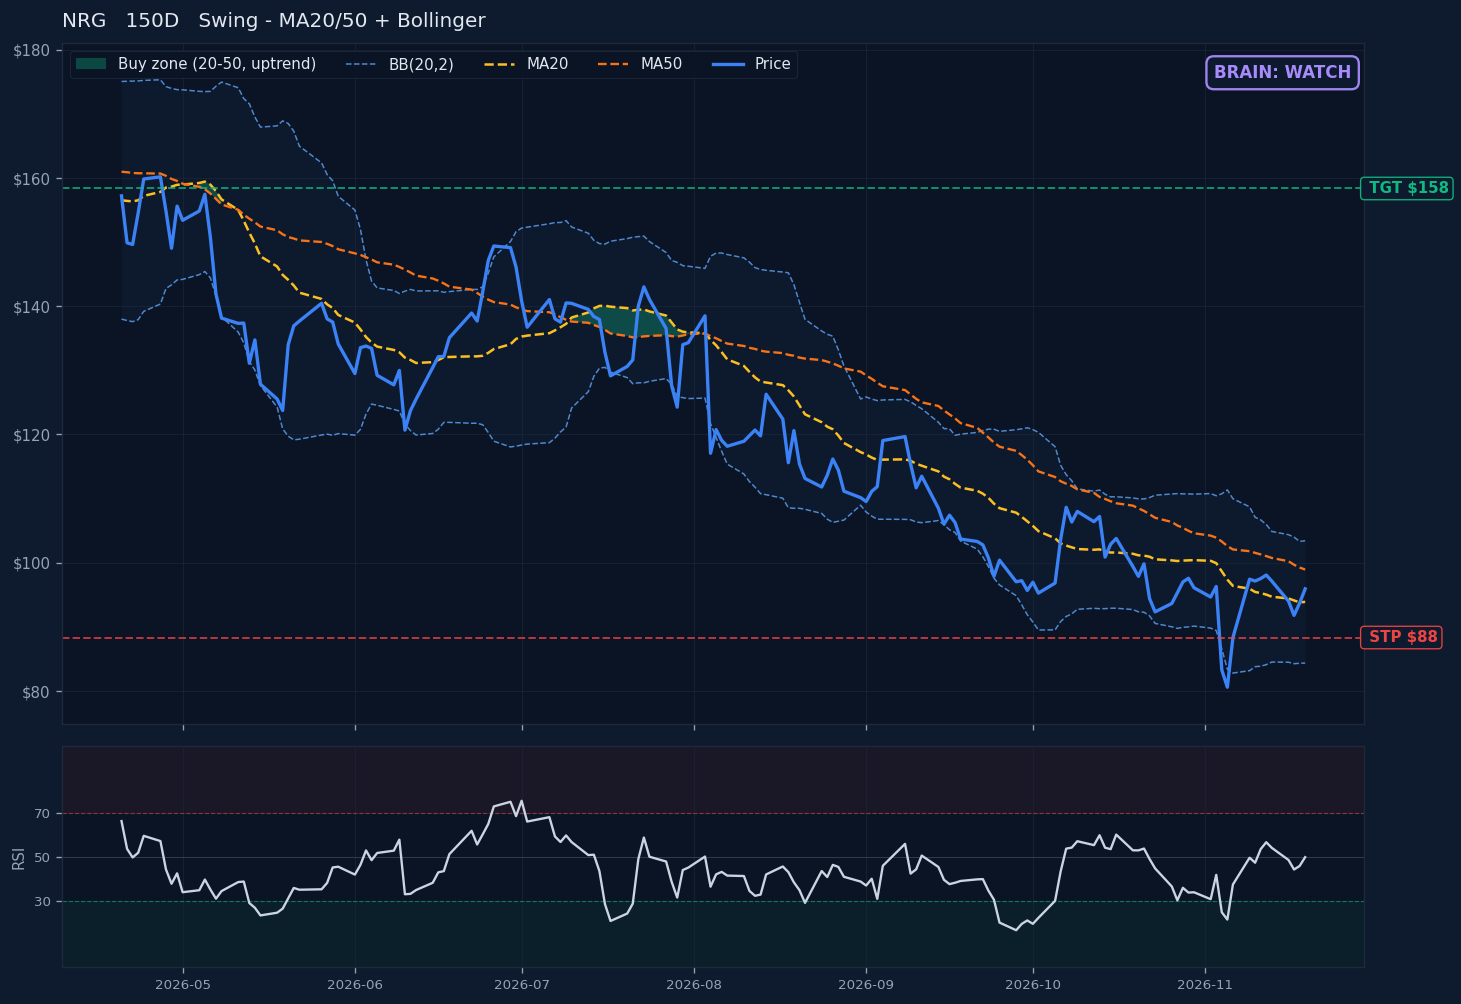 NRG 150D Swing - MA20/50 + Bollinger
Buy zone (20-50, uptrend) BB(20,2) MA20 MA50 Price
BRAIN: WATCH
$180
$160
$140
$120
$100
$80
TGT $158
STP $88
RSI
70
50
30
2026-05 2026-06 2026-07 2026-08 2026-09 2026-10 2026-11